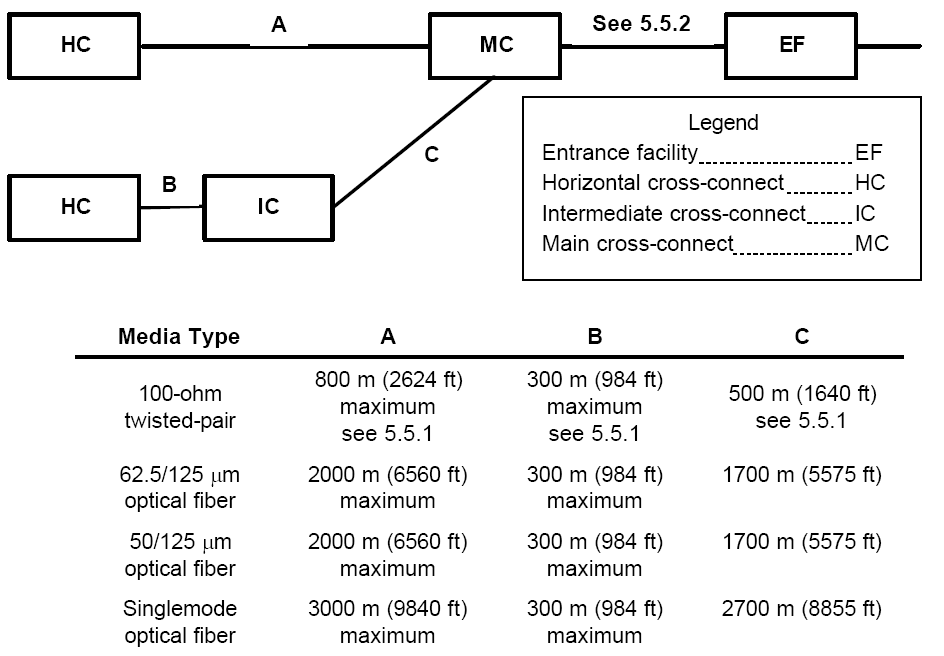 HC A MC See 5.5.2 EF
C
HC B IC
Legend
Entrance facility EF
Horizontal cross-connect HC
Intermediate cross-connect IC
Main cross-connect MC
Media Type A B C
100-ohm twisted-pair 800 m (2624 ft) maximum see 5.5.1 300 m (984 ft) maximum see 5.5.1 500 m (1640 ft) see 5.5.1
62.5/125 μm optical fiber 2000 m (6560 ft) maximum 300 m (984 ft) maximum 1700 m (5575 ft)
50/125 μm optical fiber 2000 m (6560 ft) maximum 300 m (984 ft) maximum 1700 m (5575 ft)
Singlemode optical fiber 3000 m (9840 ft) maximum 300 m (984 ft) maximum 2700 m (8855 ft)